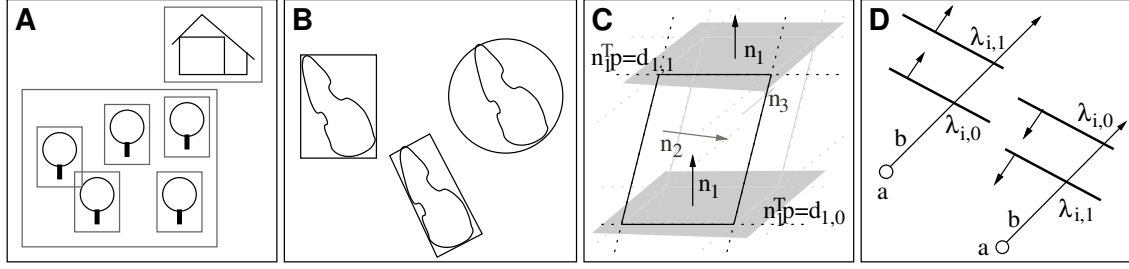 A
B
C
n₁ᵀp=d₁,₁
n₁
n₃
n₂
n₁
n₁ᵀp=d₁,₀
D
λᵢ,₁
λᵢ,₀
b
a
λᵢ,₀
λᵢ,₁
b
a